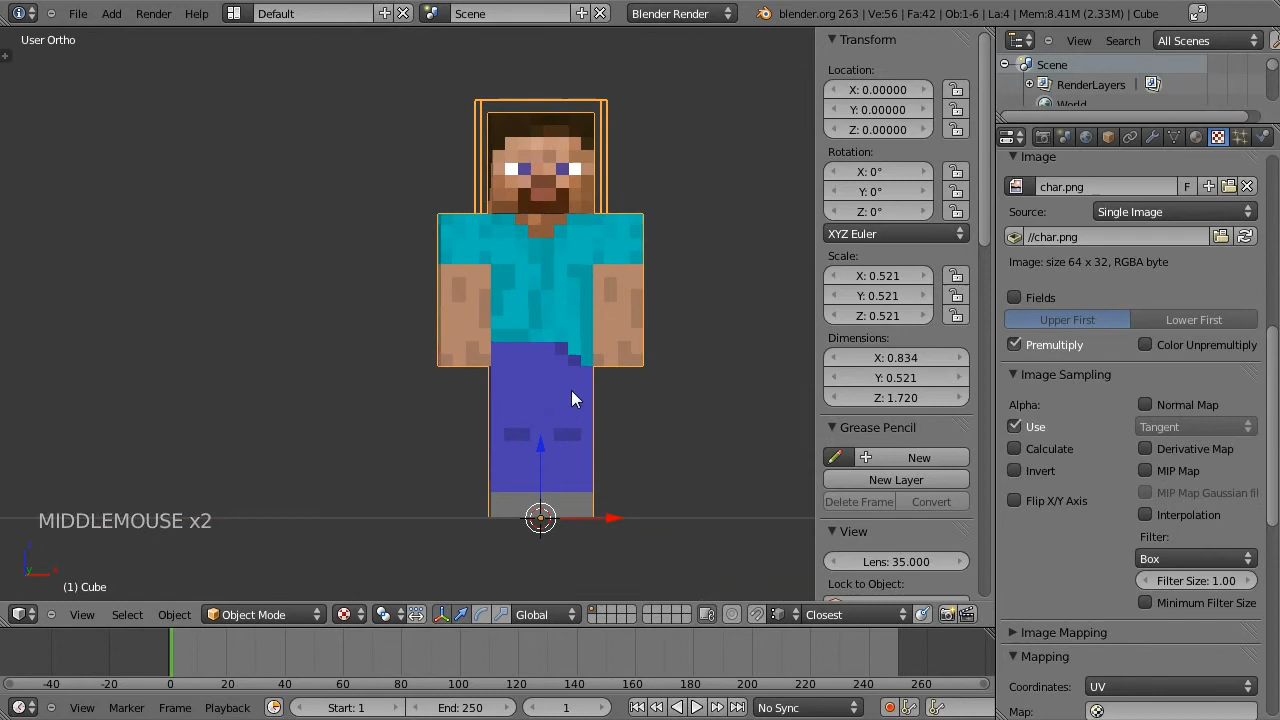 File Add Render Help Default Scene Blender Render blender.org 263 | Ve:56 | Fa:42 | Ob:1-6 | La:4 | Mem:8.41M (2.33M) | Cube
User Ortho
View Search All Scenes
Scene
RenderLayers
World
Transform
Location:
X: 0.00000
Y: 0.00000
Z: 0.00000
Rotation:
X: 0°
Y: 0°
Z: 0°
XYZ Euler
Scale:
X: 0.521
Y: 0.521
Z: 0.521
Dimensions:
X: 0.834
Y: 0.521
Z: 1.720
Grease Pencil
New
New Layer
Delete Frame Convert
View
Lens: 35.000
Lock to Object:
Image
char.png F
Source: Single Image
//char.png
Image: size 64 x 32, RGBA byte
Fields
Upper First Lower First
Premultiply Color Unpremultiply
Image Sampling
Alpha: Normal Map
Use Tangent
Calculate Derivative Map
Invert MIP Map
MIP Map Gaussian fil
Flip X/Y Axis Interpolation
Filter:
Box
Filter Size: 1.00
Minimum Filter Size
Image Mapping
Mapping
Coordinates: UV
Map:
MIDDLEMOUSE x2
z
y x
(1) Cube
View Select Object Object Mode Global Closest
-40 -20 0 20 40 60 80 100 120 140 160 180 200 220 240 260
View Marker Frame Playback Start: 1 End: 250 1 No Sync